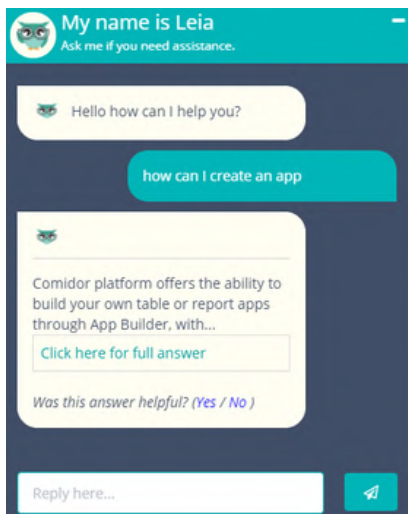 My name is Leia
Ask me if you need assistance.
Hello how can I help you?
how can I create an app
Comidor platform offers the ability to
build your own table or report apps
through App Builder, with...
Click here for full answer
Was this answer helpful? (Yes / No )
Reply here...